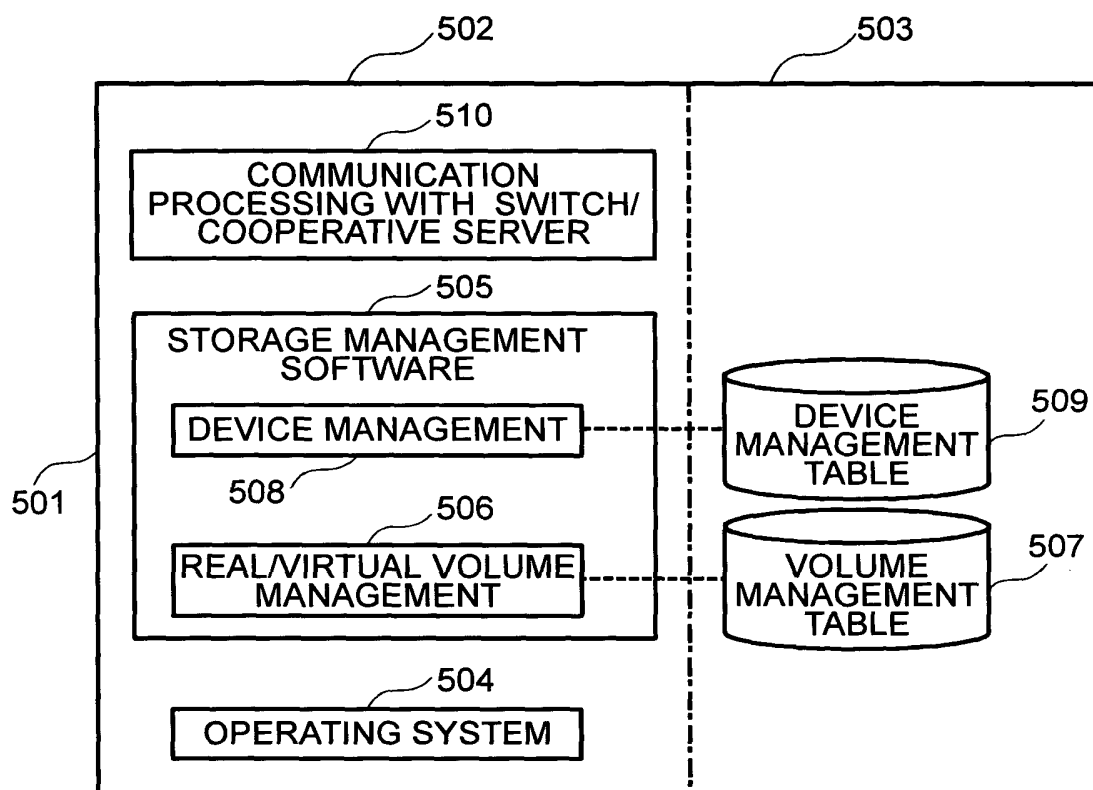 502
503
510
COMMUNICATION
PROCESSING WITH SWITCH/
COOPERATIVE SERVER
505
STORAGE MANAGEMENT
SOFTWARE
DEVICE MANAGEMENT
508
DEVICE
MANAGEMENT
TABLE
509
501
506
REAL/VIRTUAL VOLUME
MANAGEMENT
VOLUME
MANAGEMENT
TABLE
507
504
OPERATING SYSTEM